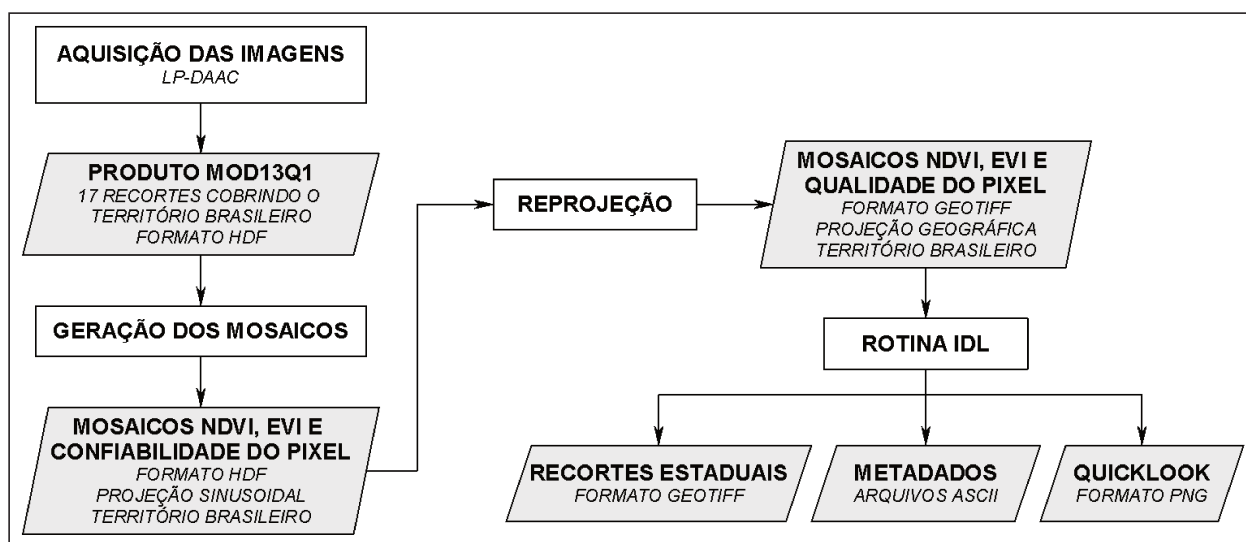 AQUISIÇÃO DAS IMAGENS
LP-DAAC
PRODUTO MOD13Q1
17 RECORTES COBRINDO O
TERRITÓRIO BRASILEIRO
FORMATO HDF
GERAÇÃO DOS MOSAICOS
MOSAICOS NDVI, EVI E
CONFIABILIDADE DO PIXEL
FORMATO HDF
PROJEÇÃO SINUSOIDAL
TERRITÓRIO BRASILEIRO
REPROJEÇÃO
MOSAICOS NDVI, EVI E
QUALIDADE DO PIXEL
FORMATO GEOTIFF
PROJEÇÃO GEOGRÁFICA
TERRITÓRIO BRASILEIRO
ROTINA IDL
RECORTES ESTADUAIS
FORMATO GEOTIFF
METADADOS
ARQUIVOS ASCII
QUICKLOOK
FORMATO PNG